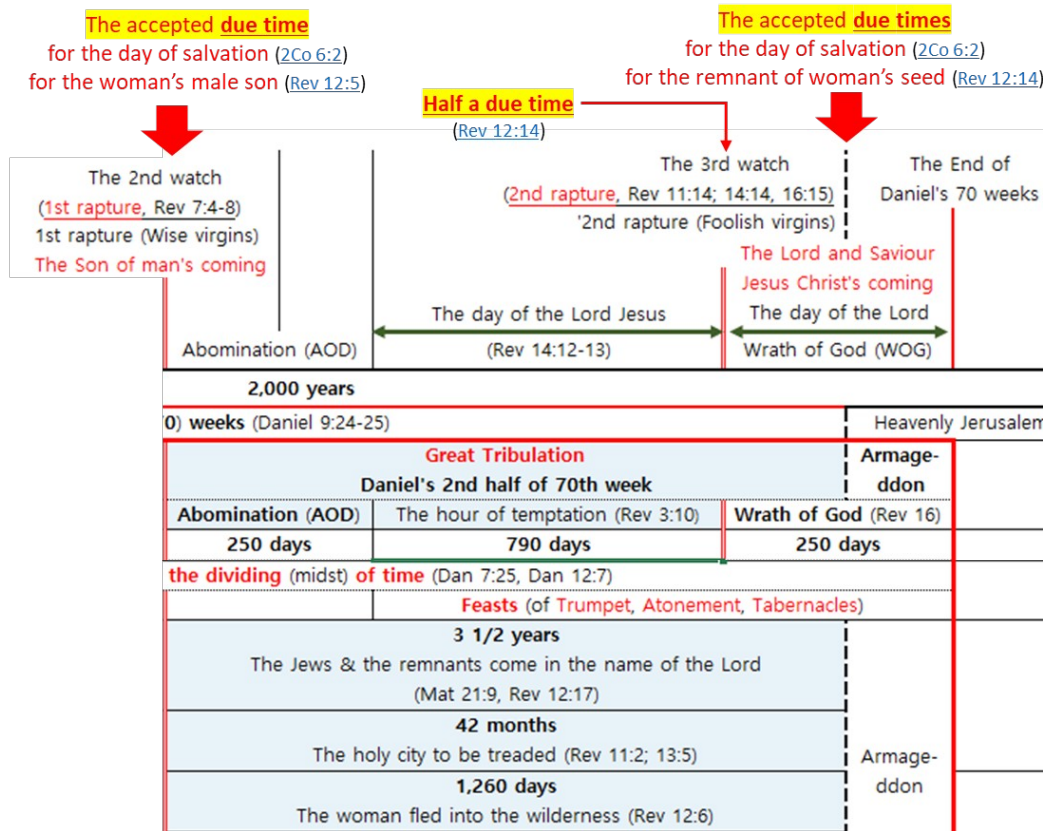 The accepted due time
for the day of salvation (2Co 6:2)
for the woman's male son (Rev 12:5)
The accepted due times
for the day of salvation (2Co 6:2)
for the remnant of woman's seed (Rev 12:14)
Half a due time
(Rev 12:14)
The 2nd watch
(1st rapture, Rev 7:4-8)
1st rapture (Wise virgins)
The Son of man's coming
The 3rd watch
(2nd rapture, Rev 11:14; 14:14, 16:15)
'2nd rapture (Foolish virgins)
The Lord and Saviour
Jesus Christ's coming
The End of
Daniel's 70 weeks
Abomination (AOD)
The day of the Lord Jesus
(Rev 14:12-13)
The day of the Lord
Wrath of God (WOG)
2,000 years
0) weeks (Daniel 9:24-25)
Heavenly Jerusalem
Great Tribulation
Daniel's 2nd half of 70th week
Armage-
ddon
Abomination (AOD)
The hour of temptation (Rev 3:10)
Wrath of God (Rev 16)
250 days
790 days
250 days
the dividing (midst) of time (Dan 7:25, Dan 12:7)
Feasts (of Trumpet, Atonement, Tabernacles)
3 1/2 years
The Jews & the remnants come in the name of the Lord
(Mat 21:9, Rev 12:17)
42 months
The holy city to be treaded (Rev 11:2; 13:5)
1,260 days
The woman fled into the wilderness (Rev 12:6)
Armage-
ddon